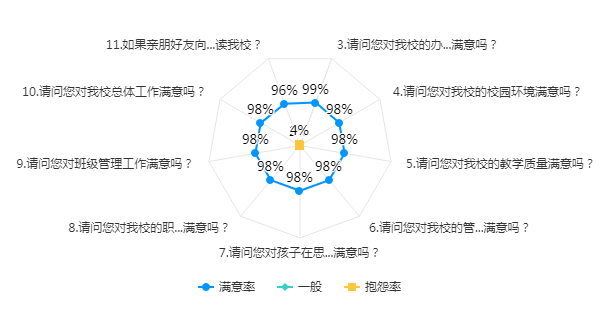 11.如果亲朋好友向...读我校？
3.请问您对我校的办...满意吗？
10.请问您对我校总体工作满意吗？
96%
99%
4.请问您对我校的校园环境满意吗？
98%
98%
4%
98%
98%
9.请问您对班级管理工作满意吗？
5.请问您对我校的教学质量满意吗？
98%
98%
98%
8.请问您对我校的职...满意吗？
6.请问您对我校的管...满意吗？
7.请问您对孩子在思...满意吗？
满意率
一般
抱怨率